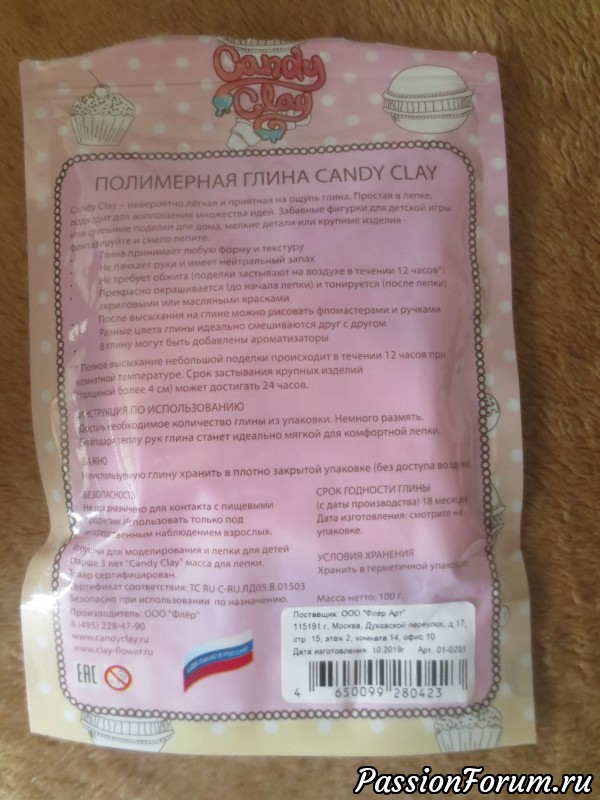 Candy
Clay
ПОЛИМЕРНАЯ ГЛИНА CANDY CLAY
Candy Clay – невероятно лёгкая и приятная на ощупь глина. Простая в лепке,
подходит для воплощения множества идей. Забавные фигурки для детской игры
или стильные поделки для дома, мелкие детали или крупные изделия -
фантазируйте и смело лепите.
Глина принимает любую форму и текстуру
Не пачкает руки и имеет нейтральный запах
Не требует обжига (поделки застывают на воздухе в течении 12 часов*)
Прекрасно окрашивается (до начала лепки) и тонируется (после лепки)
акриловыми или масляными красками
После высыхания на глине можно рисовать фломастерами и ручками
Разные цвета глины идеально смешиваются друг с другом
В глину могут быть добавлены ароматизаторы
* Полное высыхание небольшой поделки происходит в течении 12 часов при
комнатной температуре. Срок застывания крупных изделий
(толщиной более 4 см) может достигать 24 часов.
ИНСТРУКЦИЯ ПО ИСПОЛЬЗОВАНИЮ
Достать необходимое количество глины из упаковки. Немного размять.
Благодаря теплу рук глина станет идеально мягкой для комфортной лепки.
ВАЖНО
Неиспользуемую глину хранить в плотно закрытой упаковке (без доступа воздуха).
БЕЗОПАСНОСТЬ
Не предназначено для контакта с пищевыми
продуктами. Использовать только под
непосредственным наблюдением взрослых.
Игрушки для моделирования и лепки для детей
старше 3 лет "Candy Clay" масса для лепки.
Товар сертифицирован.
Сертификат соответствия: TC RU C-RU.ЛД05.В.01503
Безопасно при использовании по назначению.
Производитель: ООО "Флёр"
8 (495) 228-47-90
www.candyclay.ru
www.clay-flower.ru
СРОК ГОДНОСТИ ГЛИНЫ
(с даты производства) 18 месяцев
Дата изготовления: смотрите на
упаковке.
УСЛОВИЯ ХРАНЕНИЯ
Хранить в герметичной упаковке.
Масса нетто: 100 г.
EAC
СДЕЛАНО В РОССИИ
Поставщик: ООО "Флёр Арт"
115191 г, Москва, Духовской переулок, д.17,
стр. 15, этаж 2, комната 14, офис 10
Дата изготовления: 10.2019г Арт. 01-0201
4 650099 280423
PassionForum.ru